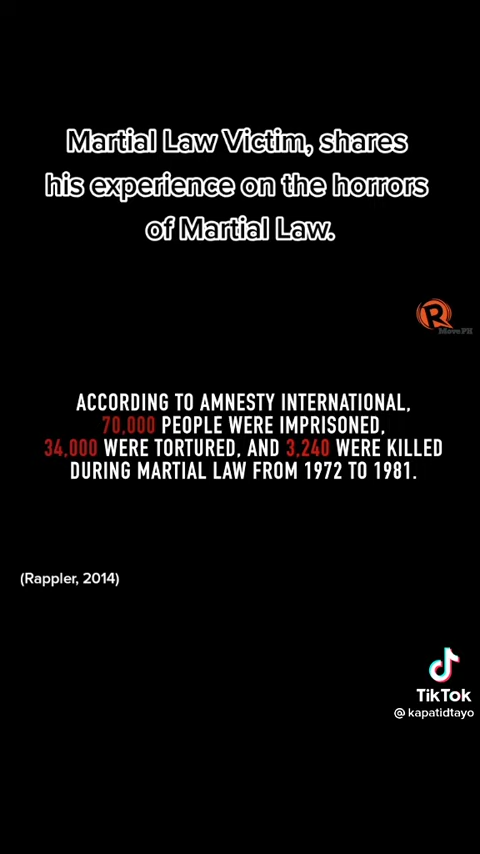 Martial Law Victim, shares
his experience on the horrors
of Martial Law.
R
Move.PH
ACCORDING TO AMNESTY INTERNATIONAL,
70,000 PEOPLE WERE IMPRISONED,
34,000 WERE TORTURED, AND 3,240 WERE KILLED
DURING MARTIAL LAW FROM 1972 TO 1981.
(Rappler, 2014)
TikTok
@kapatidtayo